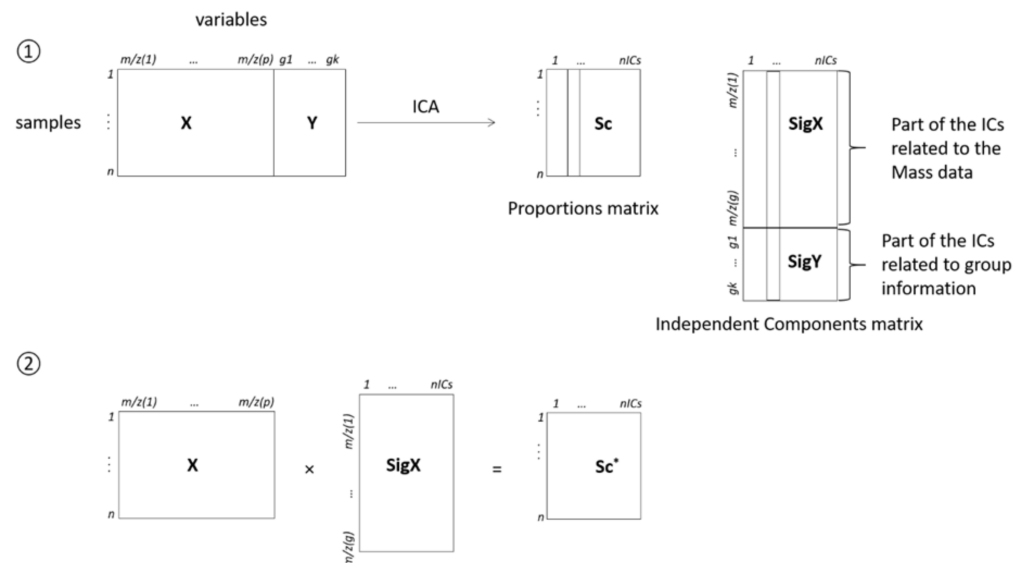 variables
①
m/z(1) ... m/z(p) g1 ... gk
1 ... nICs
1 ... nICs
1
⋮
n
samples
X
Y
ICA
1
⋮
n
Sc
Proportions matrix
m/z(1)
...
m/z(g)
g1
...
gk
SigX
SigY
Part of the ICs
related to the
Mass data
Part of the ICs
related to group
information
Independent Components matrix
②
m/z(1) ... m/z(p)
1
⋮
n
X
×
1 ... nICs
m/z(1)
...
m/z(g)
SigX
=
1 ... nICs
1
⋮
n
Sc*